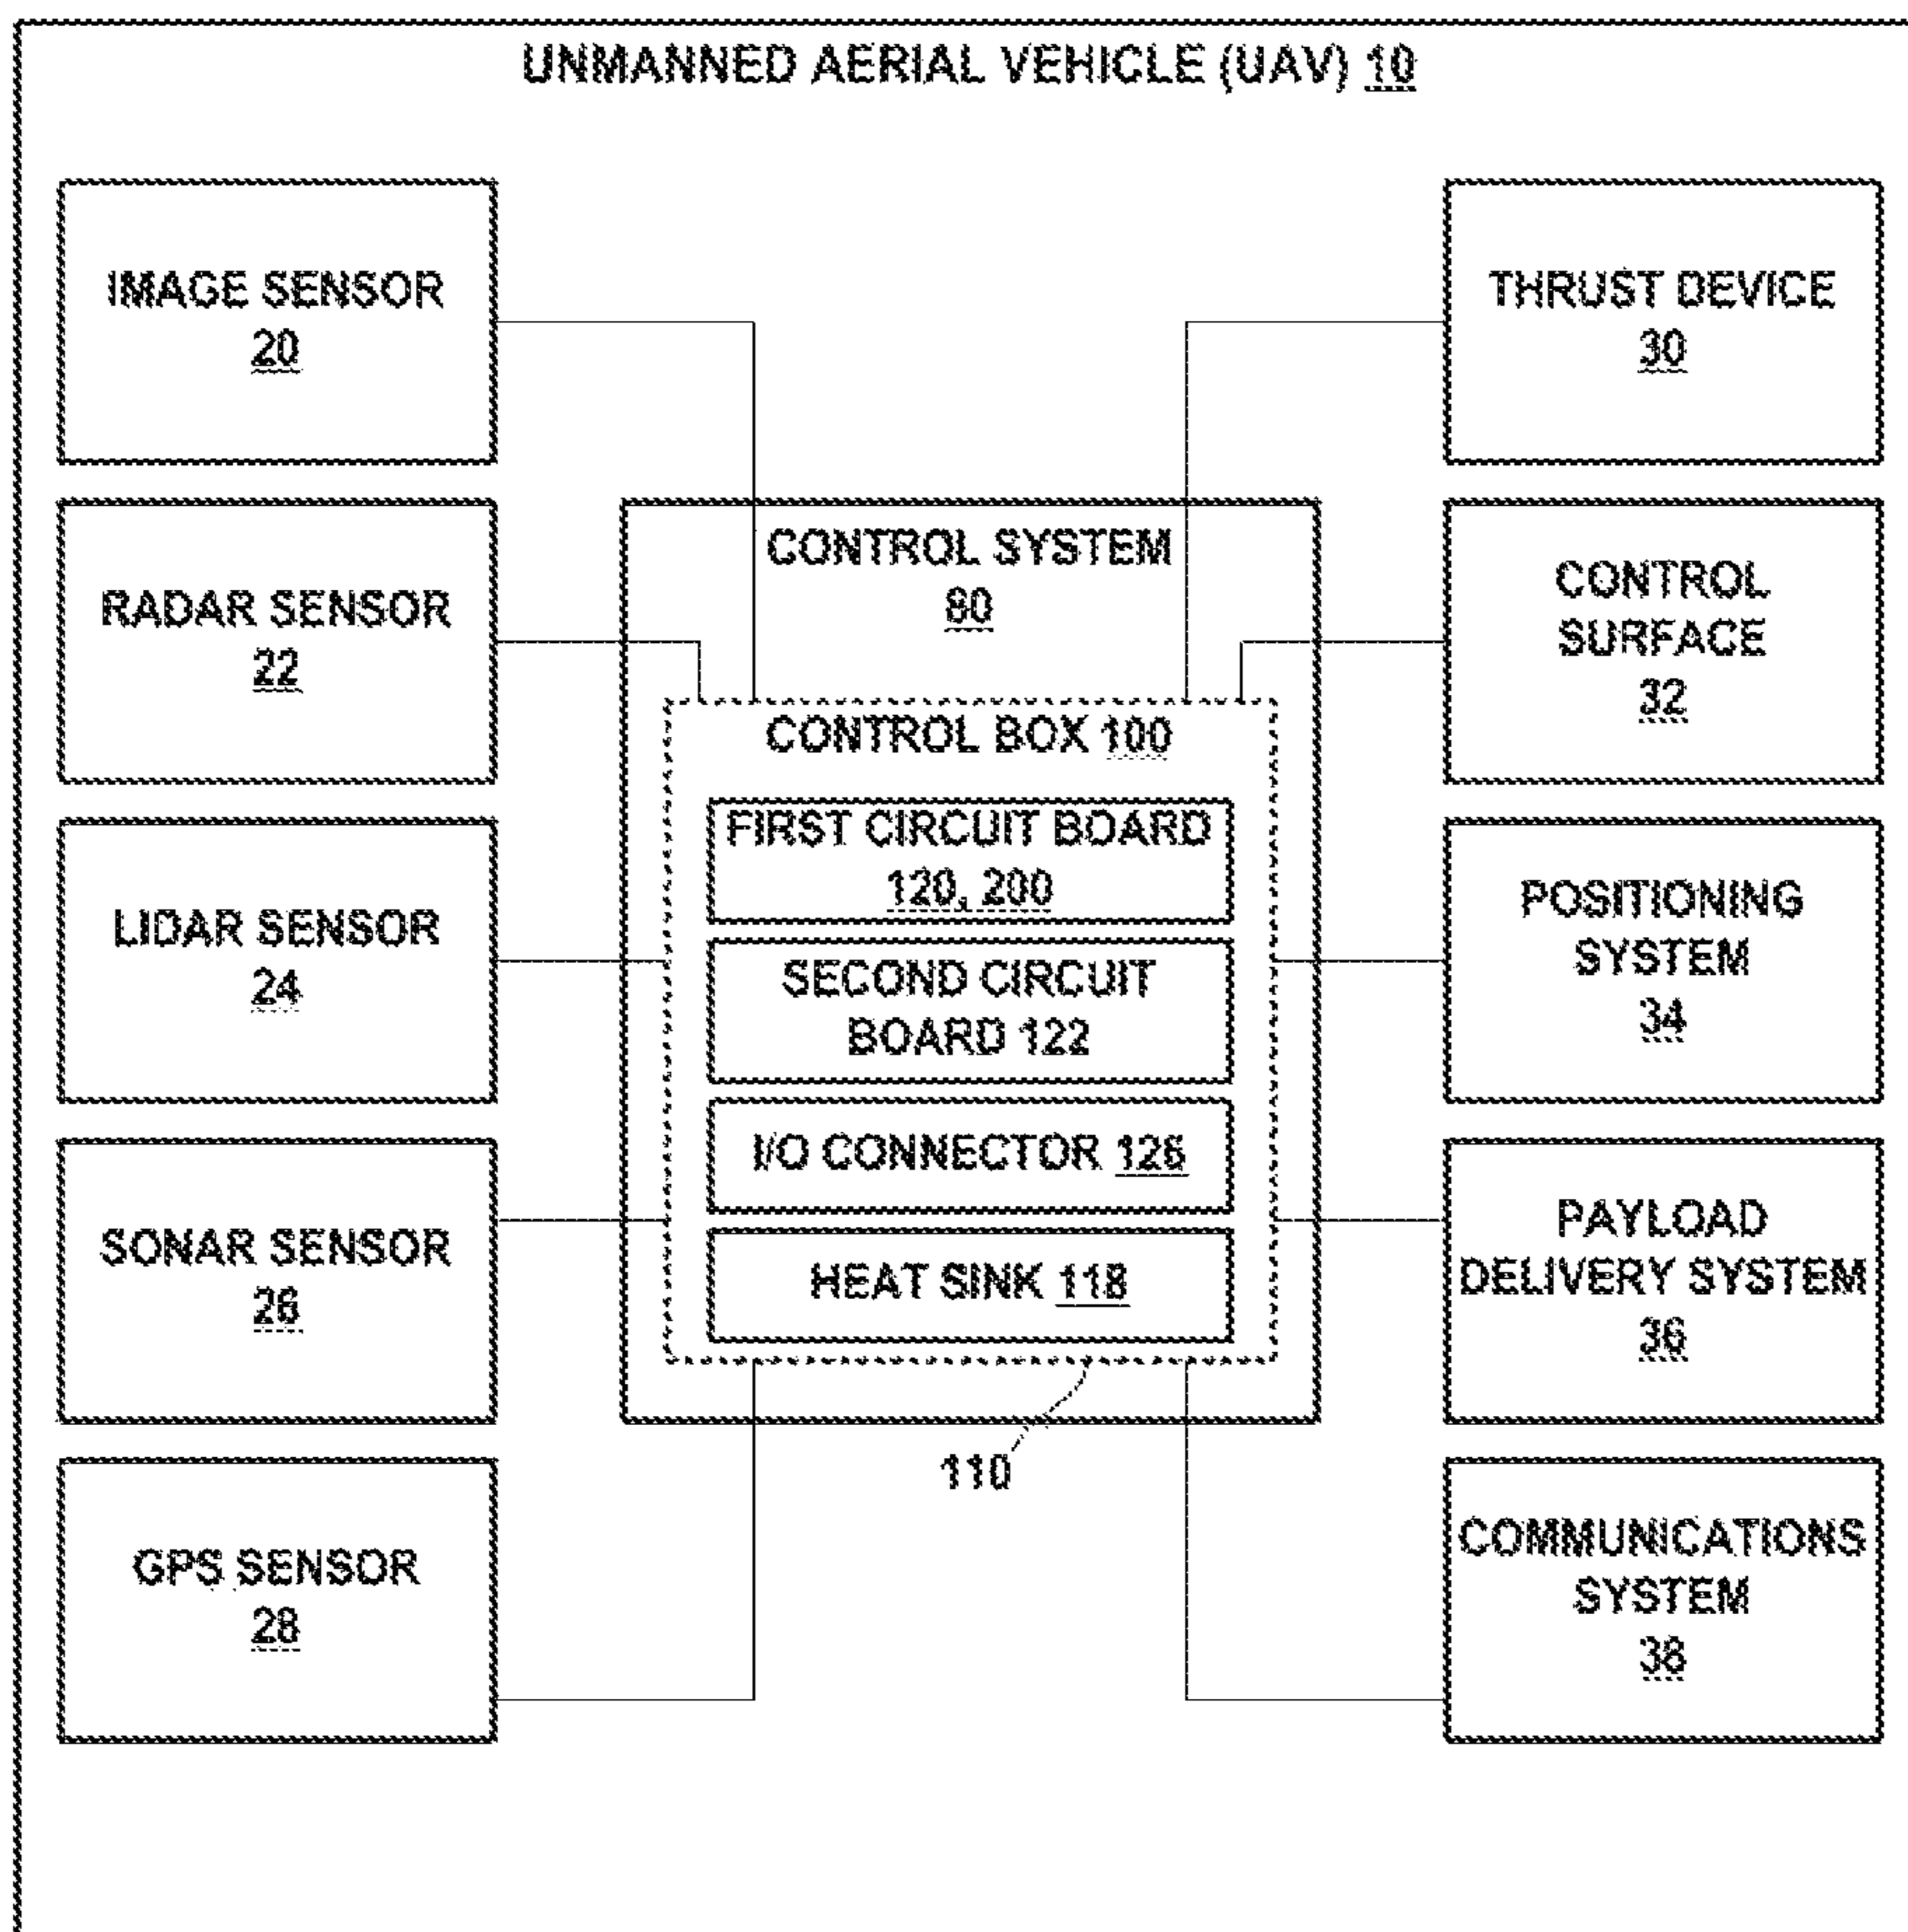 UNMANNED AERIAL VEHICLE (UAV) 10
IMAGE SENSOR
20
RADAR SENSOR
22
LIDAR SENSOR
24
SONAR SENSOR
26
GPS SENSOR
28
CONTROL SYSTEM
80
CONTROL BOX 100
FIRST CIRCUIT BOARD
120, 200
SECOND CIRCUIT
BOARD 122
I/O CONNECTOR 126
HEAT SINK 118
110
THRUST DEVICE
30
CONTROL
SURFACE
32
POSITIONING
SYSTEM
34
PAYLOAD
DELIVERY SYSTEM
36
COMMUNICATIONS
SYSTEM
38